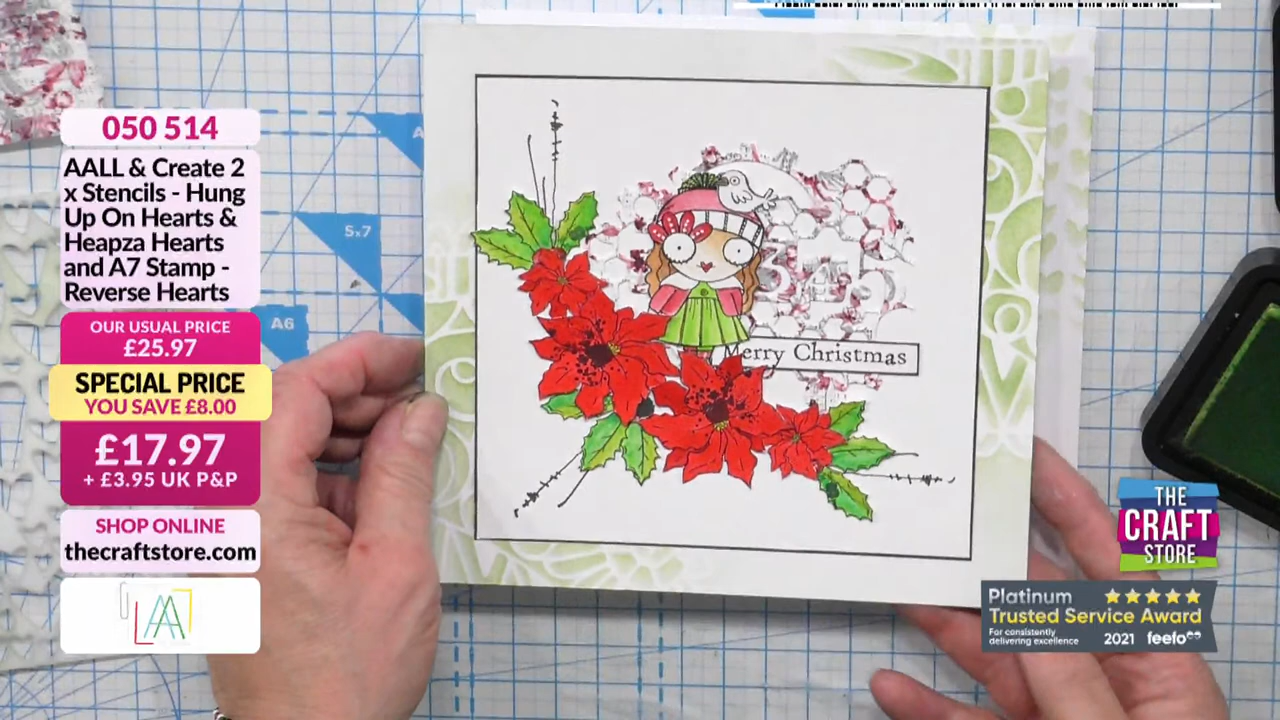 050 514
AALL & Create 2
x Stencils - Hung
Up On Hearts &
Heapza Hearts
and A7 Stamp -
Reverse Hearts
OUR USUAL PRICE
£25.97
SPECIAL PRICE
YOU SAVE £8.00
£17.97
+ £3.95 UK P&P
SHOP ONLINE
thecraftstore.com
A
5x7
A6
345
Merry Christmas
THE
CRAFT
STORE
Platinum
Trusted Service Award
For consistently
delivering excellence
2021 feefo